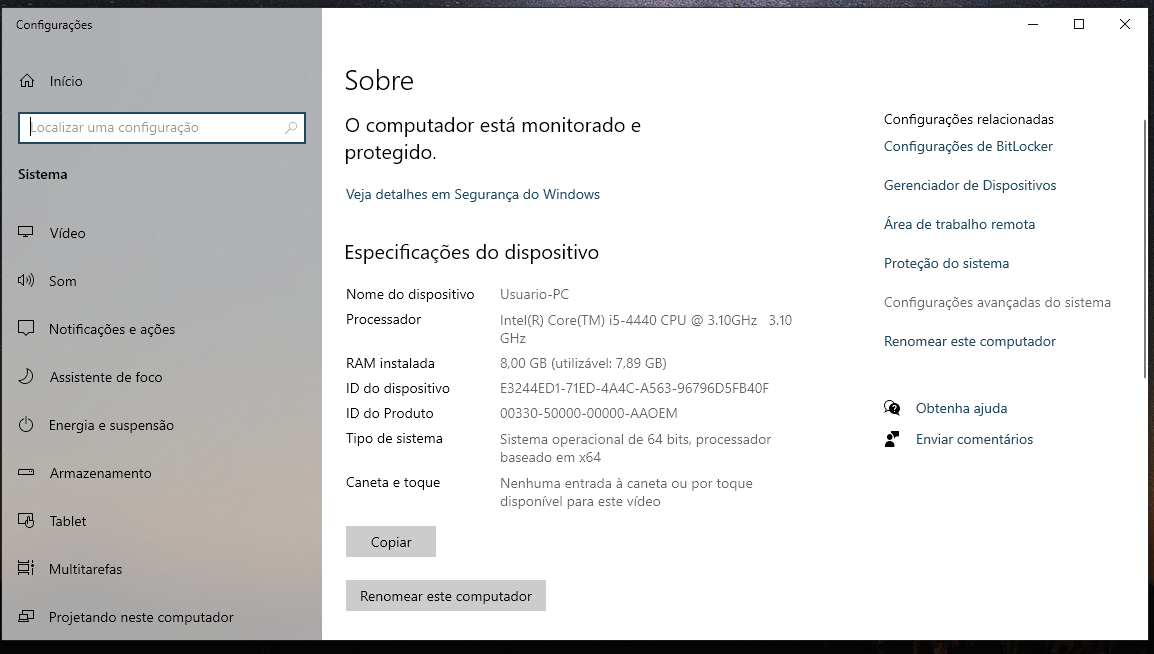 Configurações
Início
Localizar uma configuração
Sistema
Vídeo
Som
Notificações e ações
Assistente de foco
Energia e suspensão
Armazenamento
Tablet
Multitarefas
Projetando neste computador
Sobre
O computador está monitorado e
protegido.
Veja detalhes em Segurança do Windows
Especificações do dispositivo
Nome do dispositivo Usuario-PC
Processador Intel(R) Core(TM) i5-4440 CPU @ 3.10GHz 3.10
GHz
RAM instalada 8,00 GB (utilizável: 7,89 GB)
ID do dispositivo E3244ED1-71ED-4A4C-A563-96796D5FB40F
ID do Produto 00330-50000-00000-AAOEM
Tipo de sistema Sistema operacional de 64 bits, processador
baseado em x64
Caneta e toque Nenhuma entrada à caneta ou por toque
disponível para este vídeo
Copiar
Renomear este computador
Configurações relacionadas
Configurações de BitLocker
Gerenciador de Dispositivos
Área de trabalho remota
Proteção do sistema
Configurações avançadas do sistema
Renomear este computador
Obtenha ajuda
Enviar comentários